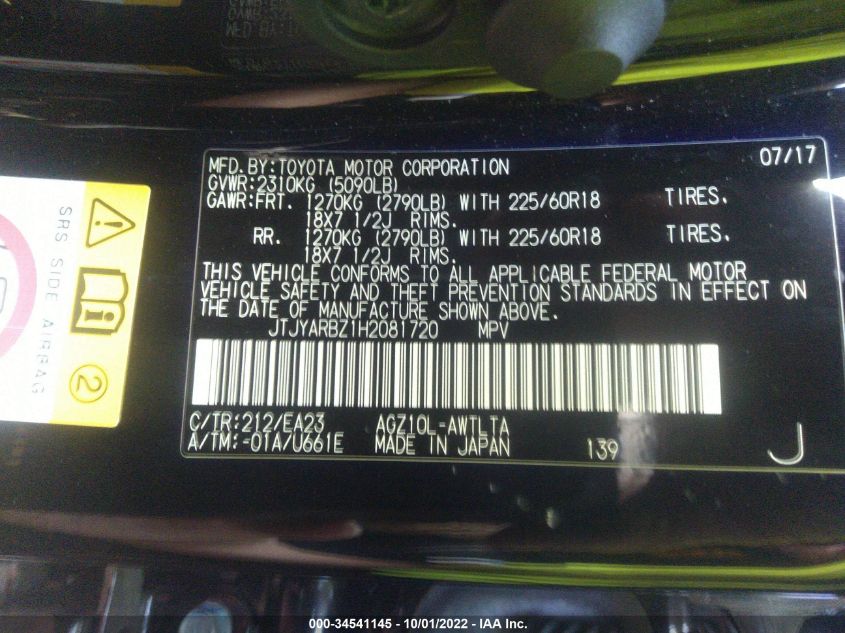 MFD. BY: TOYOTA MOTOR CORPORATION 07/17
GVWR: 2310KG (5090LB)
GAWR: FRT. 1270KG (2790LB) WITH 225/60R18 TIRES.
18X7 1/2J RIMS.
RR. 1270KG (2790LB) WITH 225/60R18 TIRES.
18X7 1/2J RIMS.
THIS VEHICLE CONFORMS TO ALL APPLICABLE FEDERAL MOTOR
VEHICLE SAFETY AND THEFT PREVENTION STANDARDS IN EFFECT ON
THE DATE OF MANUFACTURE SHOWN ABOVE.
JTJYARBZ1H2081720 MPV
C/TR: 212/EA23 AGZ10L-AWTLTA
A/TM: -01A/U661E MADE IN JAPAN 139 J
SRS SIDE AIRBAG
2
000-34541145 - 10/01/2022 - IAA Inc.